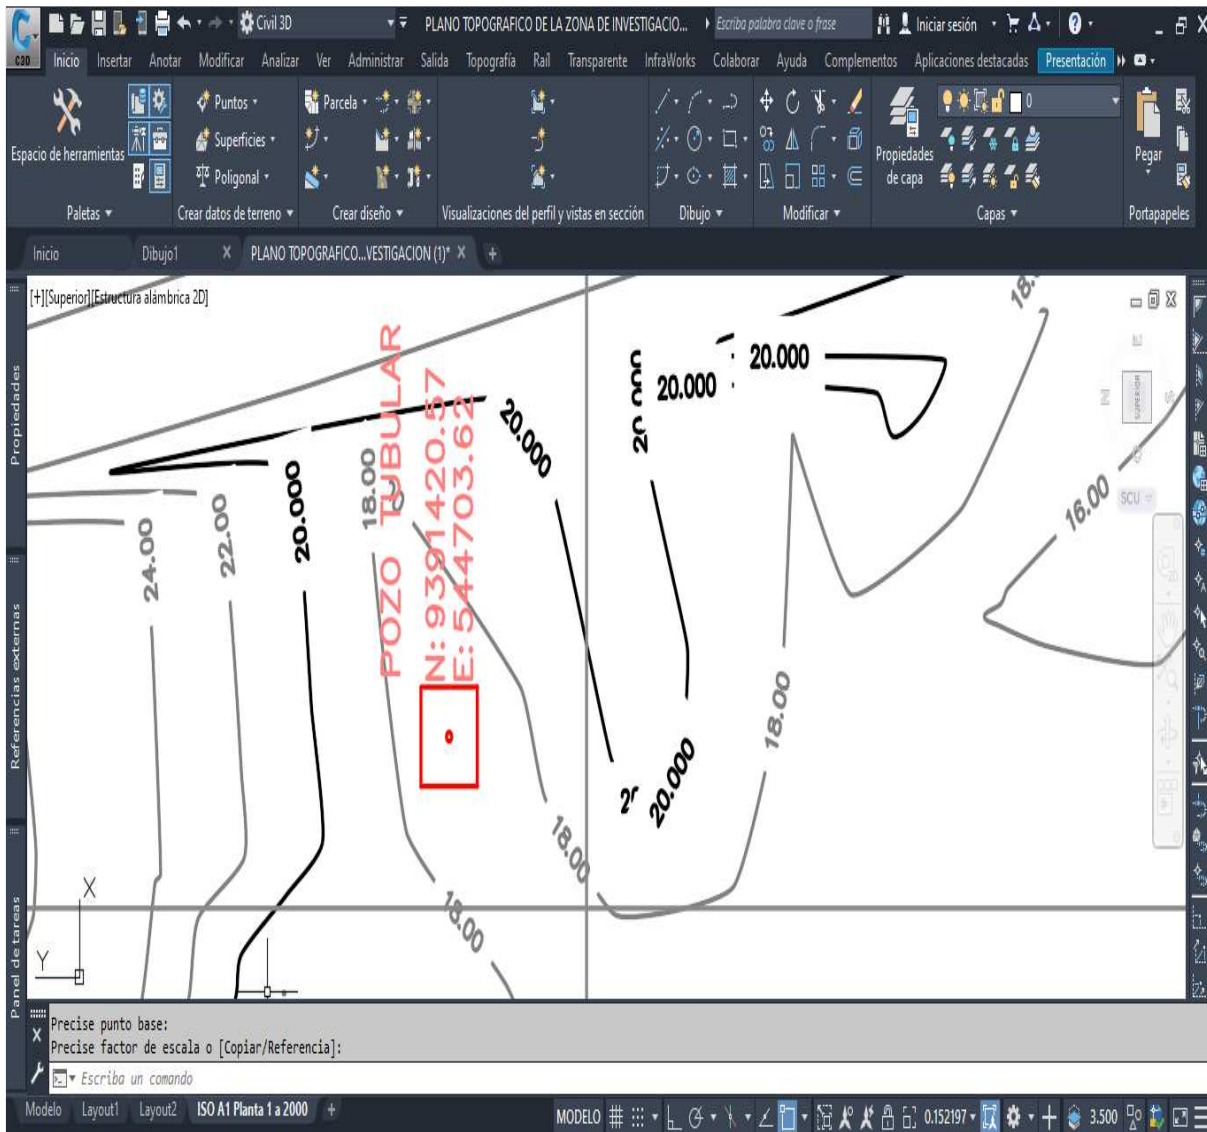 Civil 3D
PLANO TOPOGRAFICO DE LA ZONA DE INVESTIGACIO...
Escriba palabra clave o frase
Iniciar sesión
C3D
Inicio Insertar Anotar Modificar Analizar Ver Administrar Salida Topografía Rail Transparente InfraWorks Colaborar Ayuda Complementos Aplicaciones destacadas Presentación
Espacio de herramientas
Puntos
Superficies
Poligonal
Parcela
Propiedades
de capa
0
Pegar
Paletas
Crear datos de terreno
Crear diseño
Visualizaciones del perfil y vistas en sección
Dibujo
Modificar
Capas
Portapapeles
Inicio
Dibujo1
PLANO TOPOGRAFICO...VESTIGACION (1)*
[+][Superior][Estructura alámbrica 2D]
Propiedades
Referencias externas
Panel de tareas
24.00
22.00
20.000
18.00
POZO TUBULAR
N: 9391420.57
E: 544703.62
20.000
20.000
20.000
20.000
18.00
16.00
SUPERIOR
SCU
20.000
18.00
18.00
18.00
X
Y
Precise punto base:
Precise factor de escala o [Copiar/Referencia]:
Escriba un comando
Modelo Layout1 Layout2 ISO A1 Planta 1 a 2000 +
MODELO
0.152197
3.500